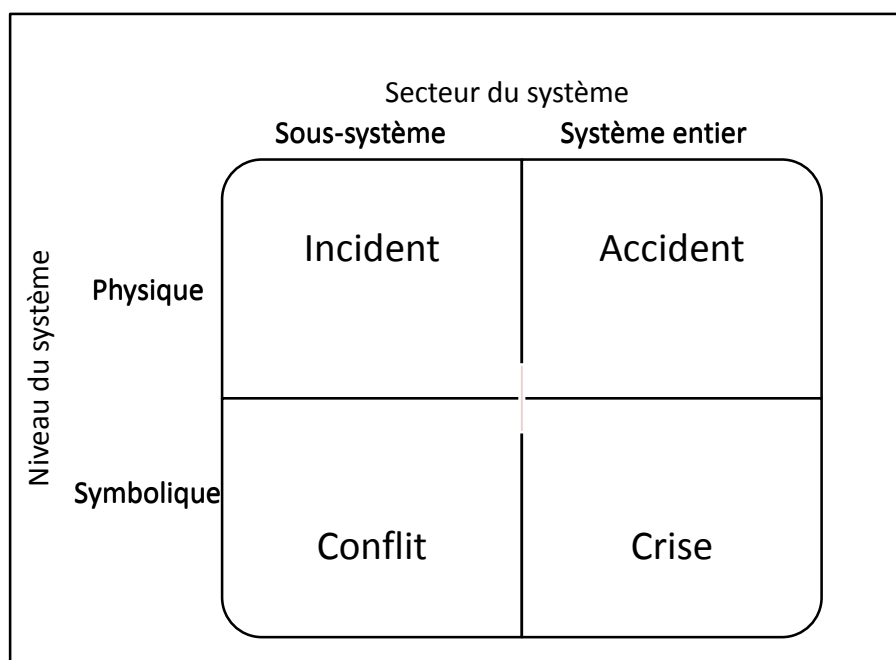 Secteur du système
Sous-système Système entier
Incident Accident
Physique
Niveau du système
Symbolique
Conflit Crise